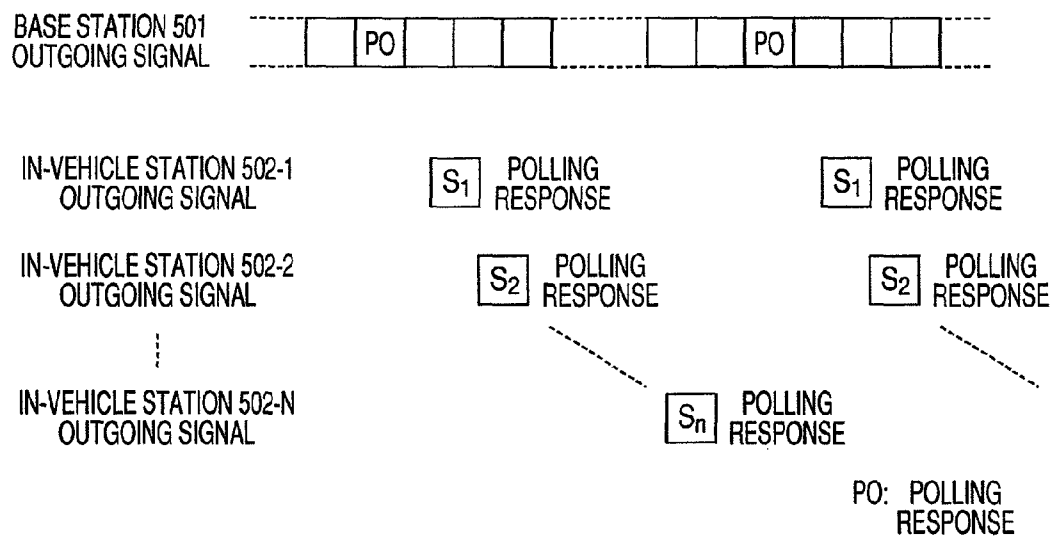 BASE STATION 501
OUTGOING SIGNAL
PO
PO
IN-VEHICLE STATION 502-1
OUTGOING SIGNAL
S1
POLLING
RESPONSE
S1
POLLING
RESPONSE
IN-VEHICLE STATION 502-2
OUTGOING SIGNAL
S2
POLLING
RESPONSE
S2
POLLING
RESPONSE
IN-VEHICLE STATION 502-N
OUTGOING SIGNAL
Sn
POLLING
RESPONSE
PO: POLLING
RESPONSE